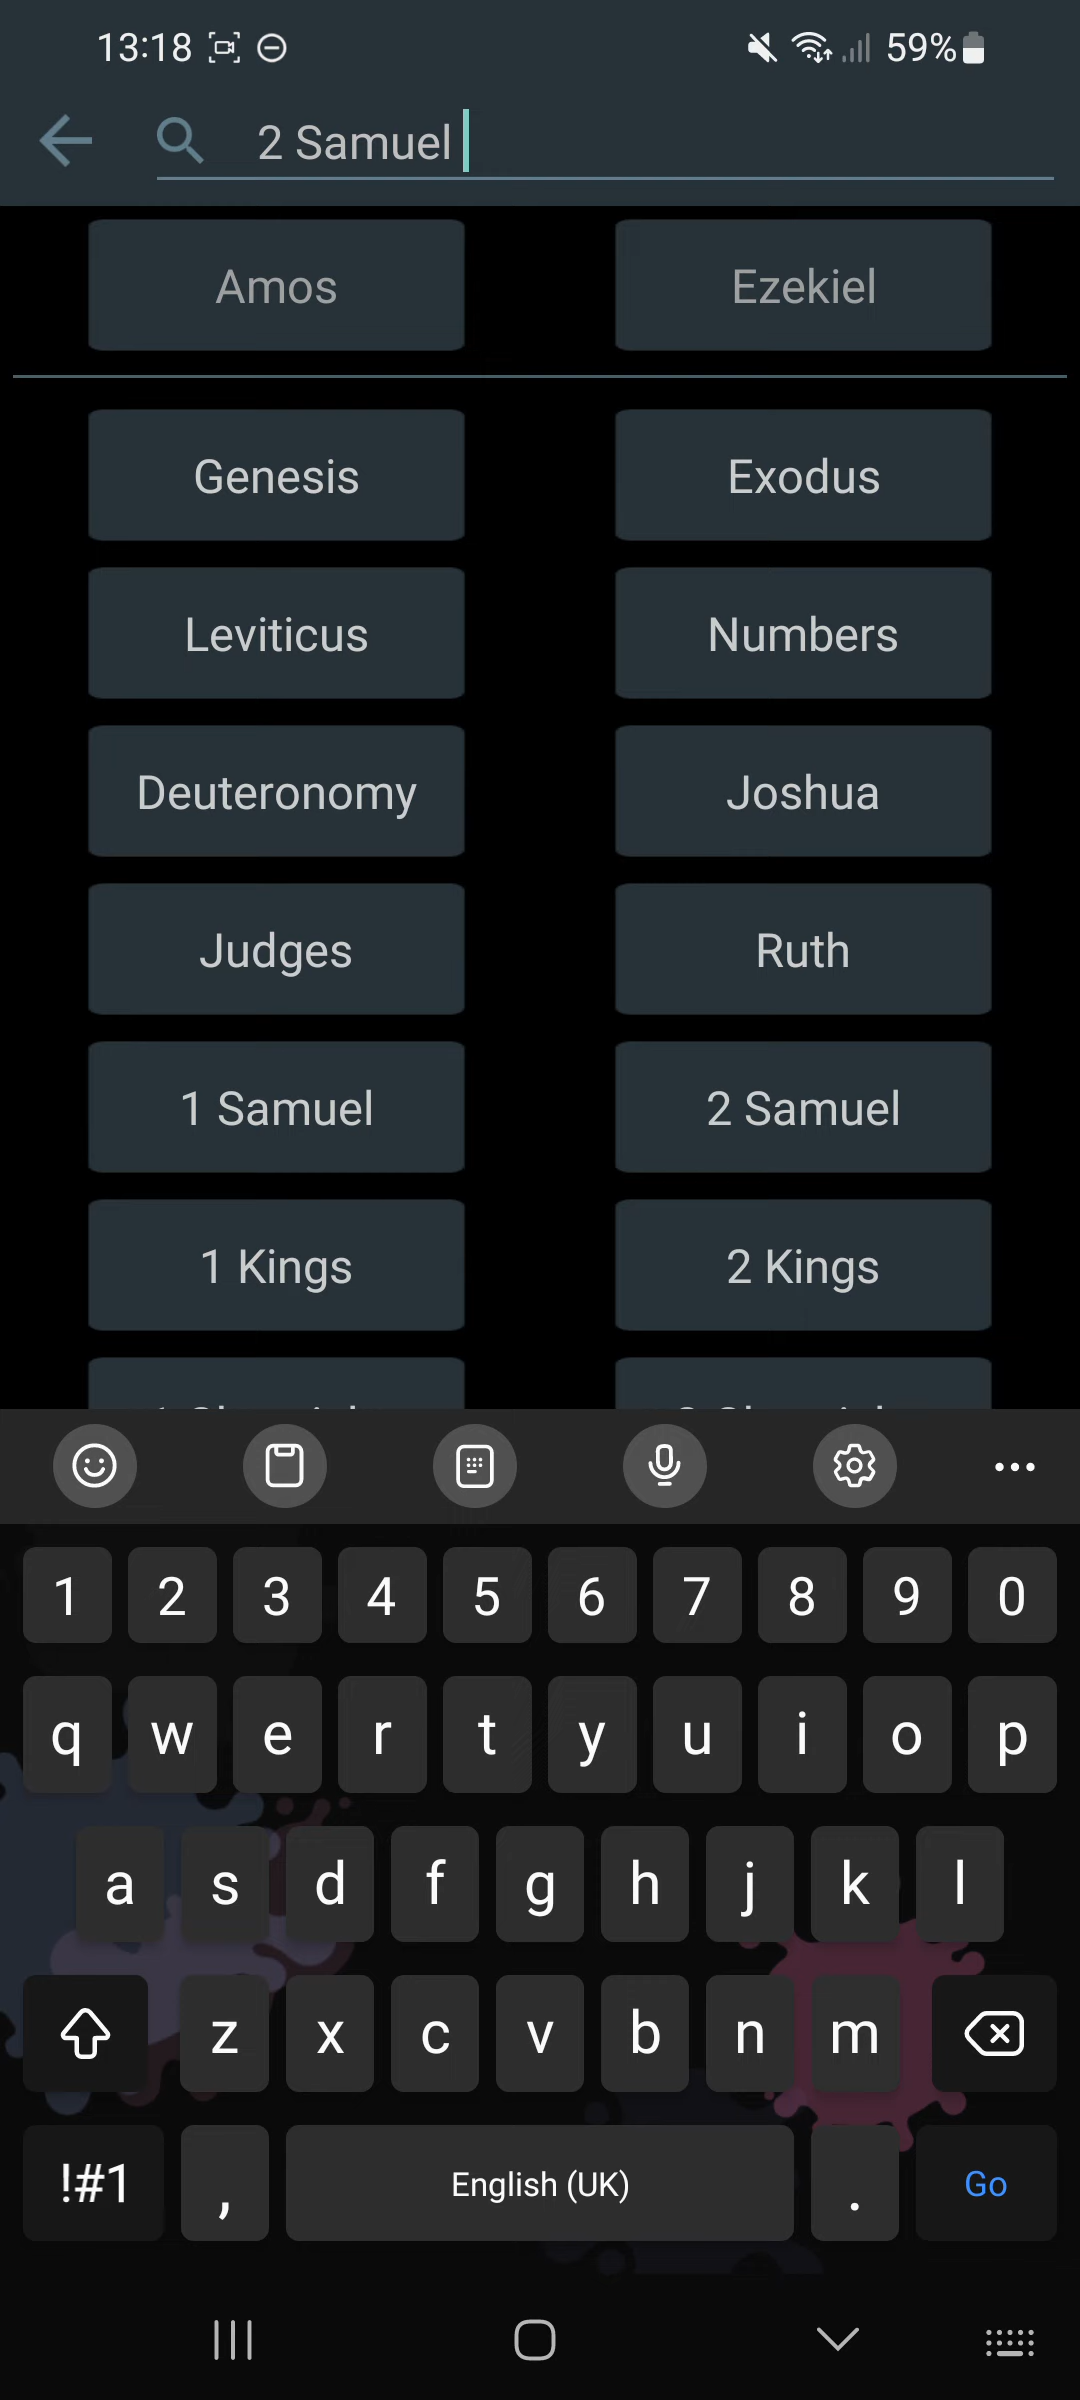 13:18 59%
2 Samuel
Amos Ezekiel
Genesis Exodus
Leviticus Numbers
Deuteronomy Joshua
Judges Ruth
1 Samuel 2 Samuel
1 Kings 2 Kings
1 2 3 4 5 6 7 8 9 0
q w e r t y u i o p
a s d f g h j k l
z x c v b n m
!#1 , English (UK) . Go